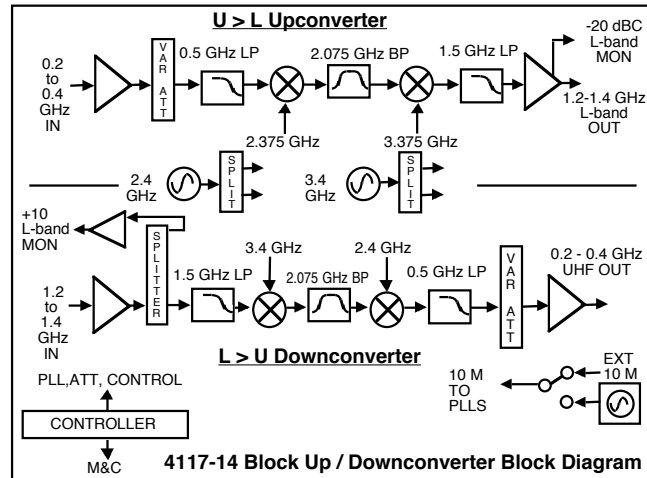 U > L Upconverter
-20 dBC
L-band
MON
0.2
to
0.4
GHz
IN
VAR ATT
0.5 GHz LP
2.075 GHz BP
1.5 GHz LP
1.2-1.4 GHz
L-band
OUT
2.375 GHz
3.375 GHz
2.4
GHz
SPLIT
3.4
GHz
SPLIT
+10
L-band
MON
SPLITTER
3.4 GHz
2.4 GHz
1.2
to
1.4
GHz
IN
1.5 GHz LP
2.075 GHz BP
0.5 GHz LP
VAR ATT
0.2 - 0.4 GHz
UHF OUT
L > U Downconverter
PLL,ATT, CONTROL
CONTROLLER
M&C
10 M
TO
PLLS
EXT
10 M
4117-14 Block Up / Downconverter Block Diagram